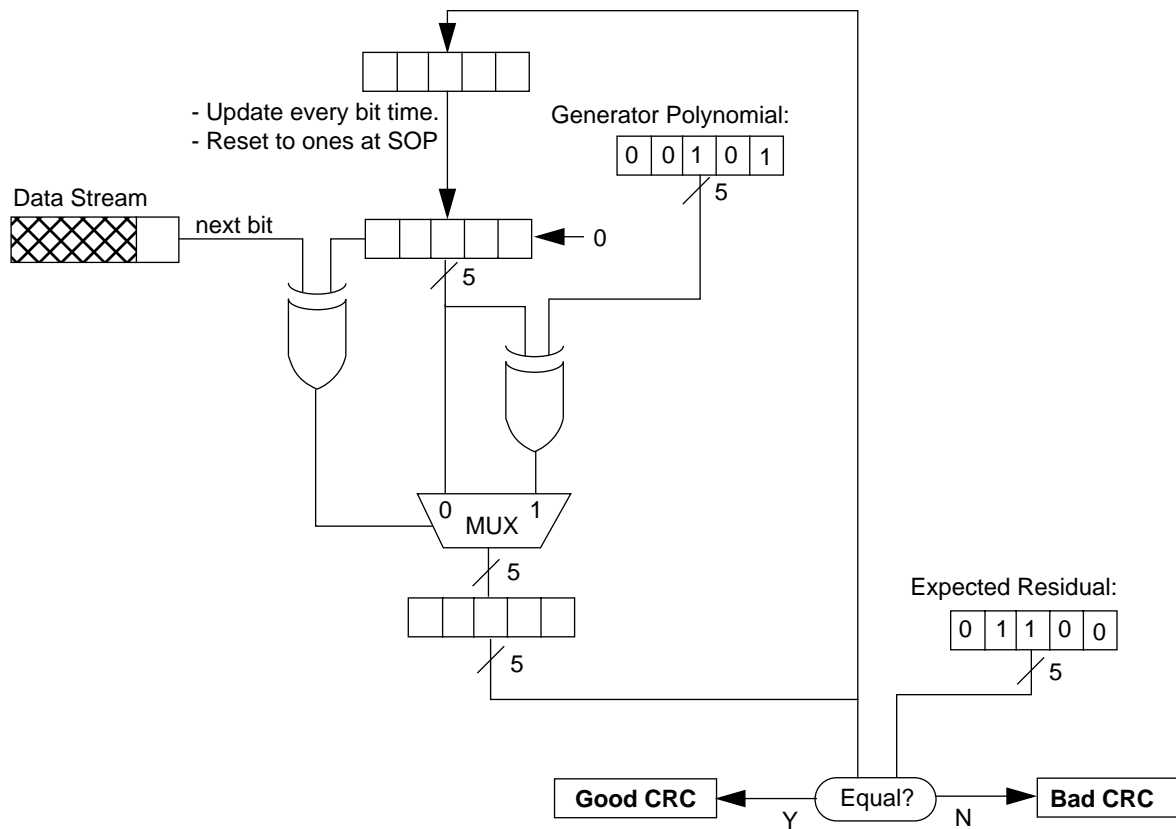 - Update every bit time.
- Reset to ones at SOP
Generator Polynomial:
0 0 1 0 1
5
Data Stream
next bit
0
5
0 1
MUX
5
Expected Residual:
0 1 1 0 0
5
5
Good CRC
Y
Equal?
N
Bad CRC